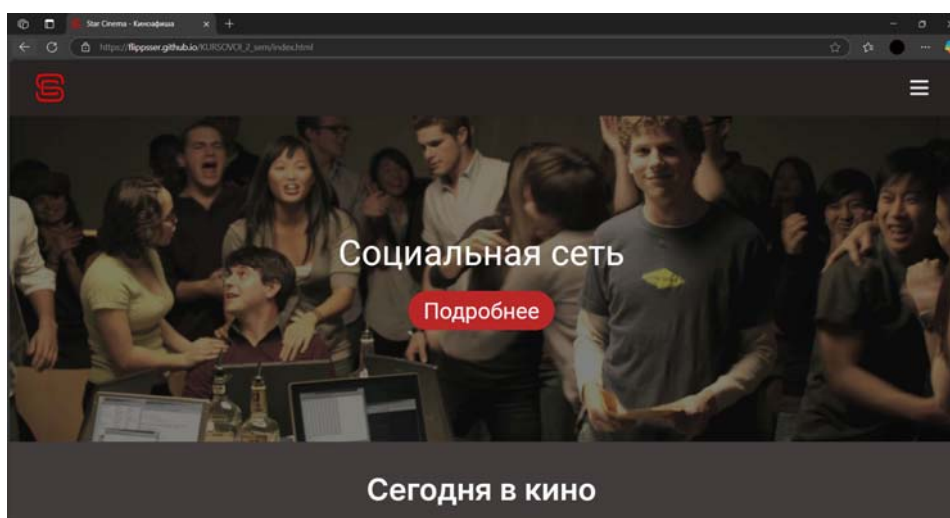 Star Cinema - Киноафиша
https://flippsser.github.io/KURSOVOI_2_sem/index.html
Социальная сеть
Подробнее
Сегодня в кино